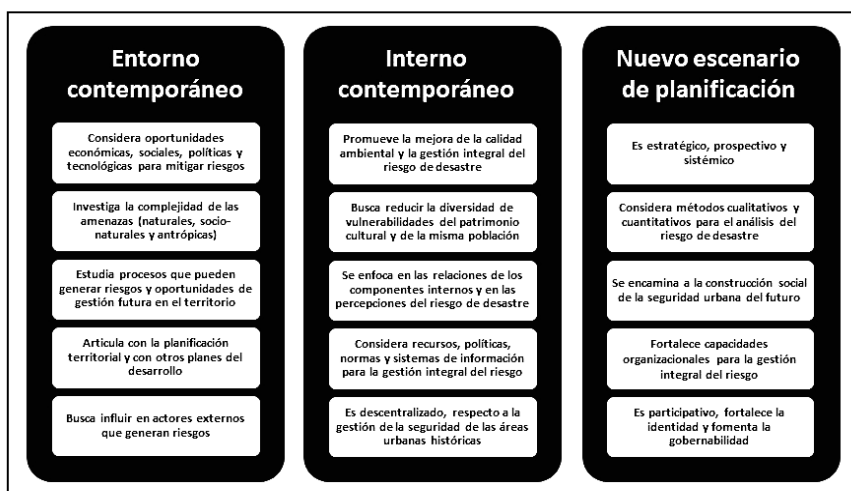 Entorno
contemporáneo
Considera oportunidades
económicas, sociales, políticas y
tecnológicas para mitigar riesgos
Investiga la complejidad de las
amenazas (naturales, socio-
naturales y antrópicas)
Estudia procesos que pueden
generar riesgos y oportunidades de
gestión futura en el territorio
Articula con la planificación
territorial y con otros planes del
desarrollo
Busca influir en actores externos
que generan riesgos
Interno
contemporáneo
Promueve la mejora de la calidad
ambiental y la gestión integral del
riesgo de desastre
Busca reducir la diversidad de
vulnerabilidades del patrimonio
cultural y de la misma población
Se enfoca en las relaciones de los
componentes internos y en las
percepciones del riesgo de desastre
Considera recursos, políticas,
normas y sistemas de información
para la gestión integral del riesgo
Es descentralizado, respecto a la
gestión de la seguridad de las áreas
urbanas históricas
Nuevo escenario
de planificación
Es estratégico, prospectivo y
sistémico
Considera métodos cualitativos y
cuantitativos para el análisis del
riesgo de desastre
Se encamina a la construcción social
de la seguridad urbana del futuro
Fortalece capacidades
organizacionales para la gestión
integral del riesgo
Es participativo, fortalece la
identidad y fomenta la
gobernabilidad